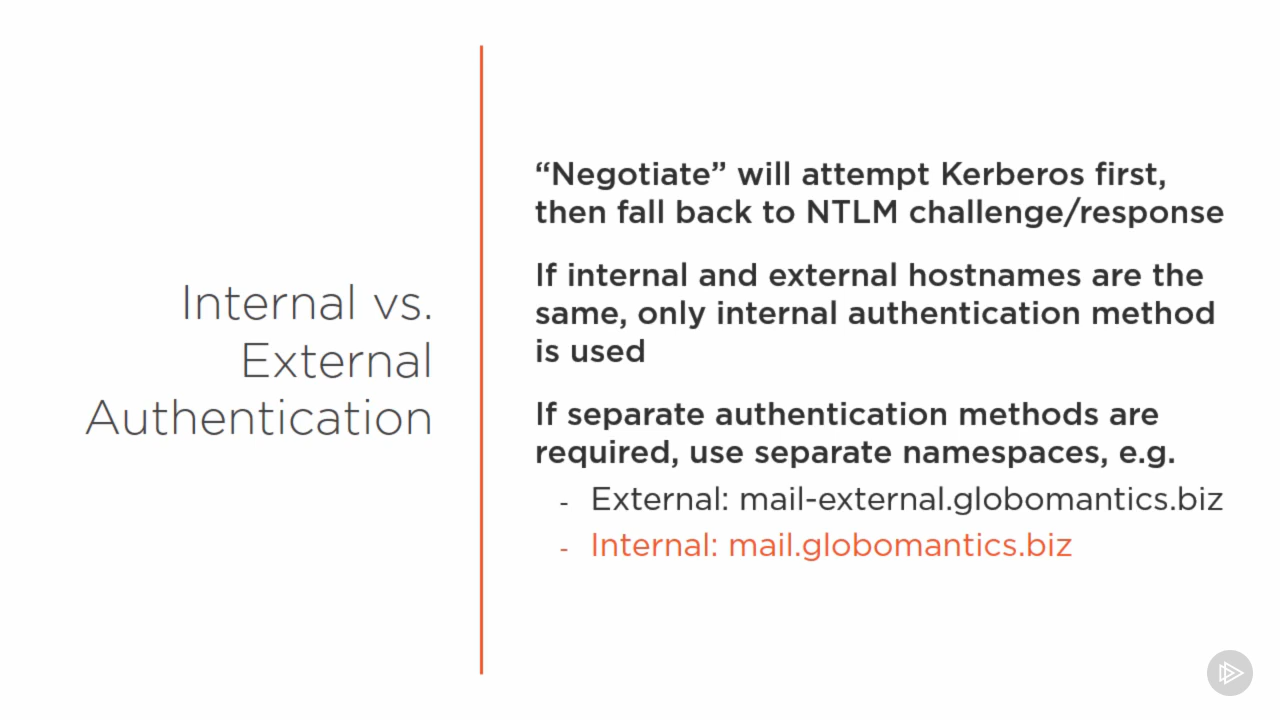 Internal vs.
External
Authentication
“Negotiate” will attempt Kerberos first,
then fall back to NTLM challenge/response
If internal and external hostnames are the
same, only internal authentication method
is used
If separate authentication methods are
required, use separate namespaces, e.g.
- External: mail-external.globomantics.biz
- Internal: mail.globomantics.biz